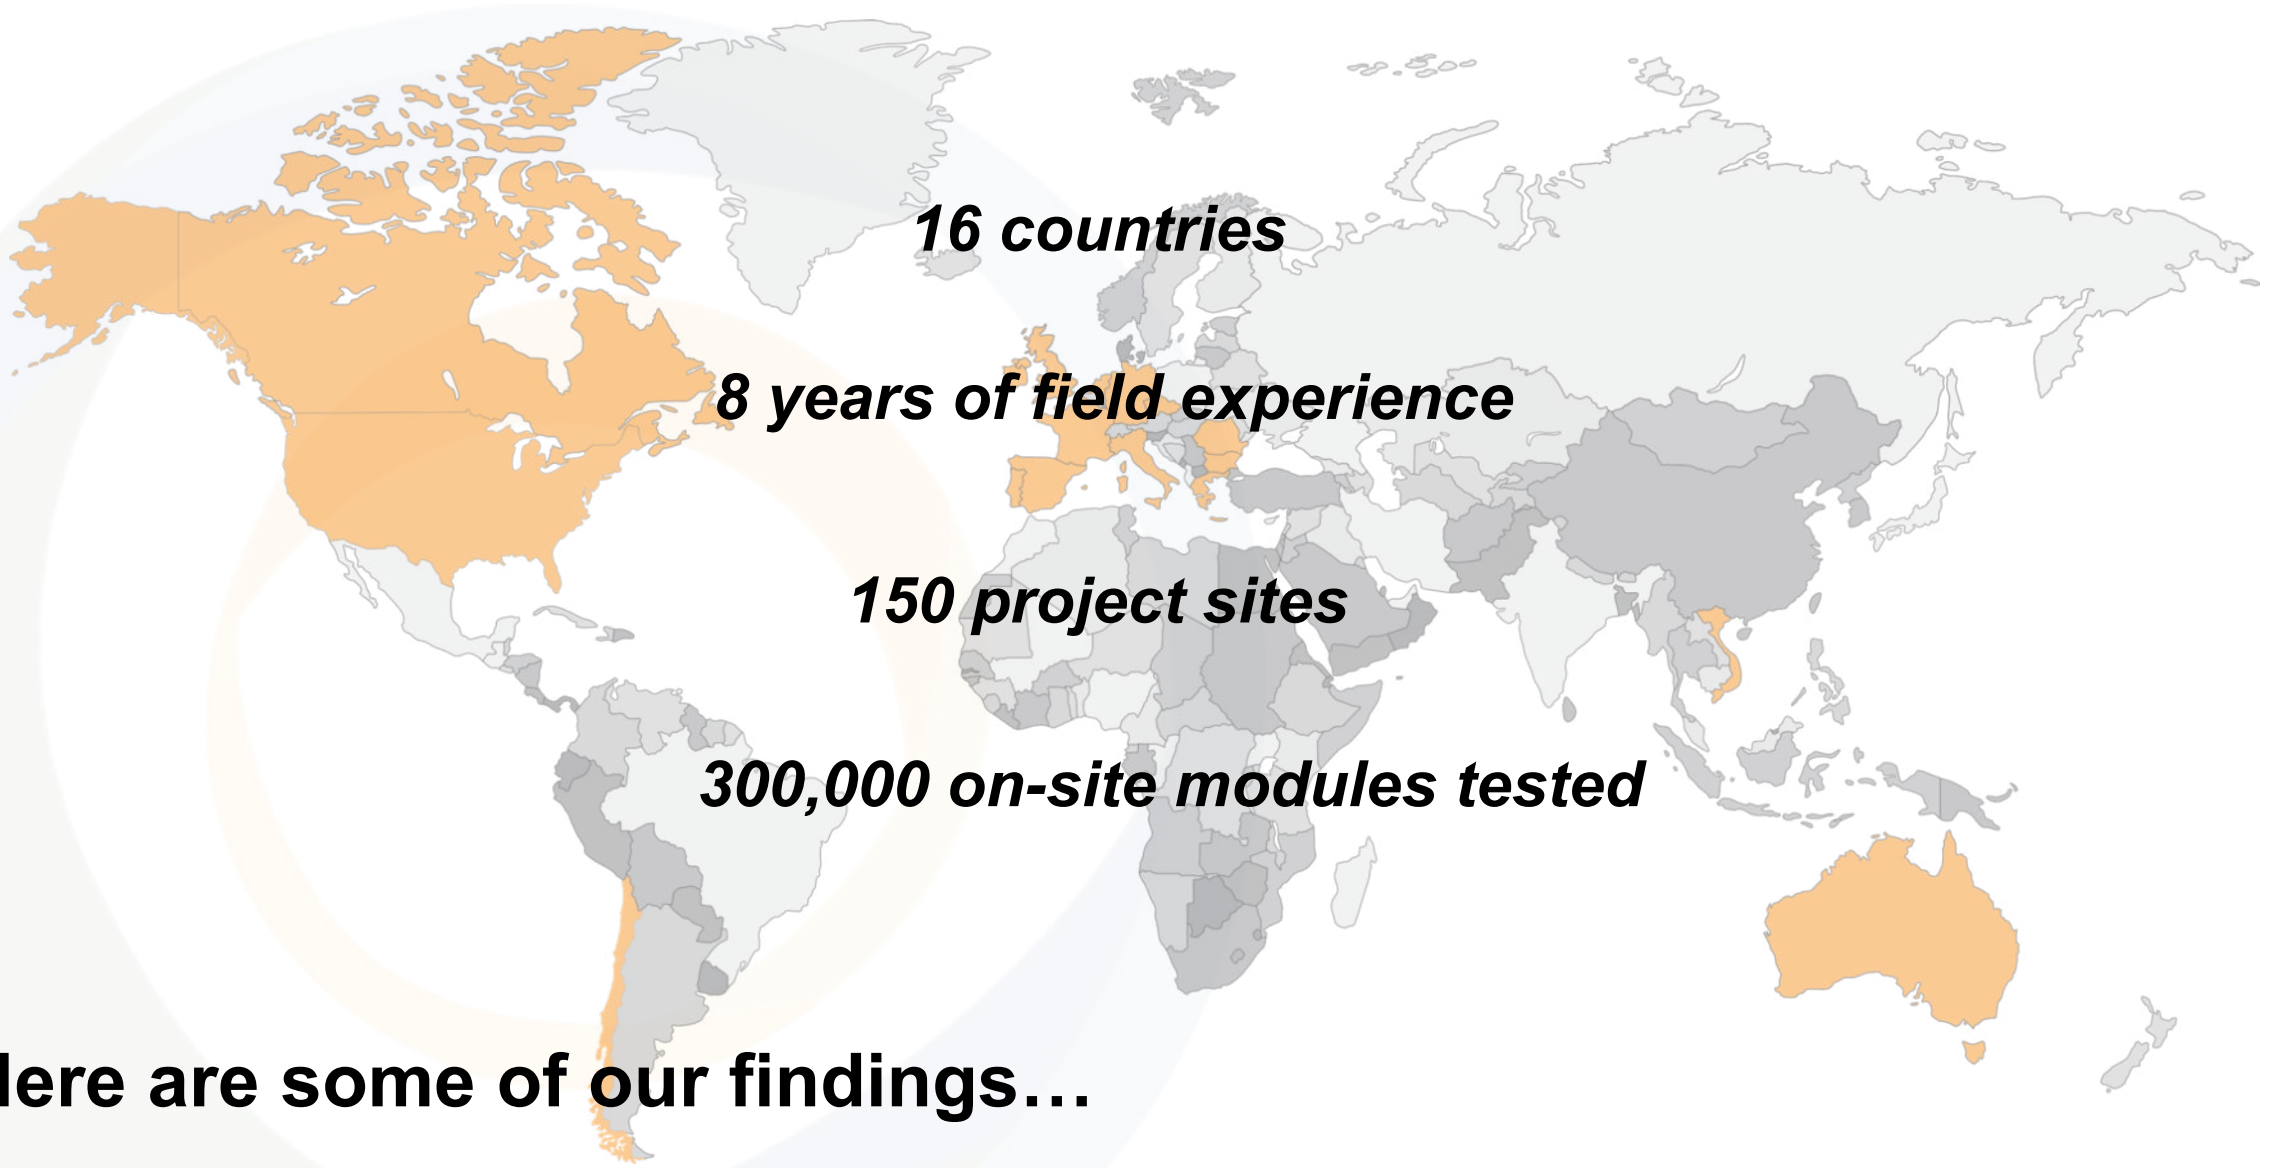 16 countries
8 years of field experience
150 project sites
300,000 on-site modules tested
Here are some of our findings…